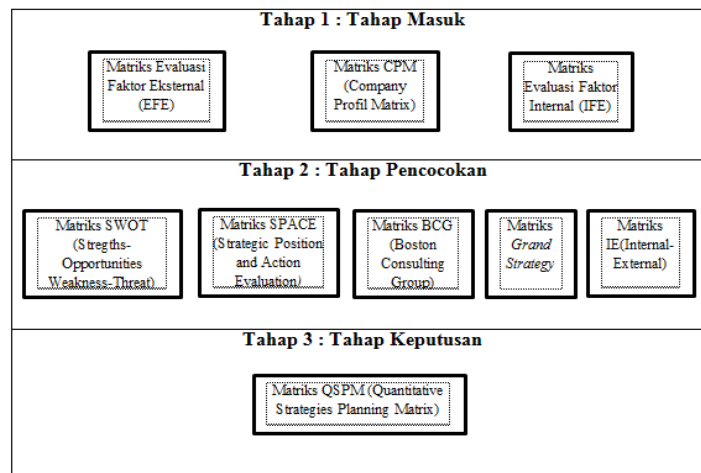 Tahap 1 : Tahap Masuk
Matriks Evaluasi
Faktor Eksternal
(EFE)
Matriks CPM
(Company
Profil Matrix)
Matriks
Evaluasi Faktor
Internal (IFE)
Tahap 2 : Tahap Pencocokan
Matriks SWOT
(Stregths-
Opportunities
Weakness-Threat)
Matriks SPACE
(Strategic Position
and Action
Evaluation)
Matriks BCG
(Boston
Consulting
Group)
Matriks
Grand
Strategy
Matriks
IE(Internal-
External)
Tahap 3 : Tahap Keputusan
Matriks QSPM (Quantitative
Strategies Planning Matrix)